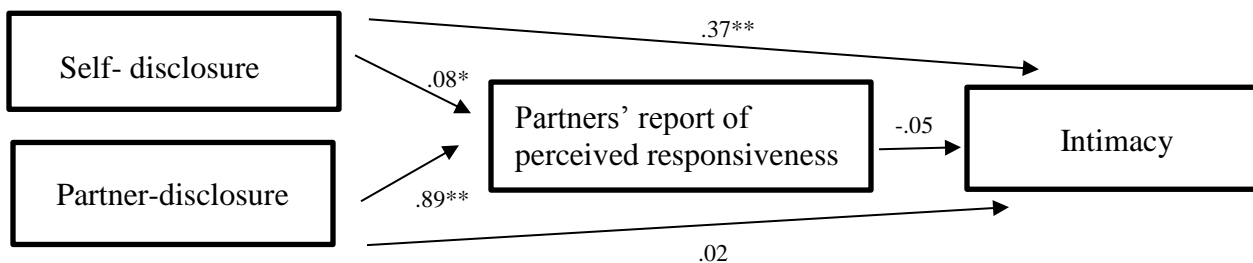 .37**
Self- disclosure
.08*
Partners’ report of
perceived responsiveness
-.05
Intimacy
Partner-disclosure
.89**
.02